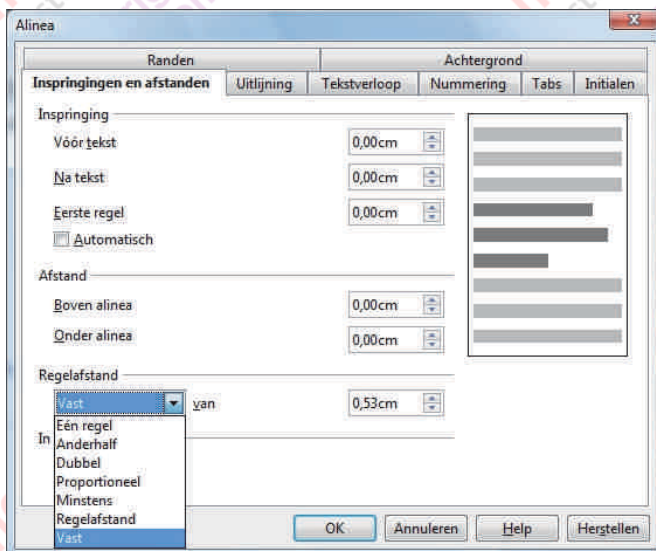 Alinea
Randen Achtergrond
Inspringingen en afstanden Uitlijning Tekstverloop Nummering Tabs Initialen
Inspringing
Vóór tekst 0,00cm
Na tekst 0,00cm
Eerste regel 0,00cm
Automatisch
Afstand
Boven alinea 0,00cm
Onder alinea 0,00cm
Regelafstand
Vast van 0,53cm
Eén regel
In
Anderhalf
Dubbel
Proportioneel
Minstens
Regelafstand
Vast
OK Annuleren Help Herstellen